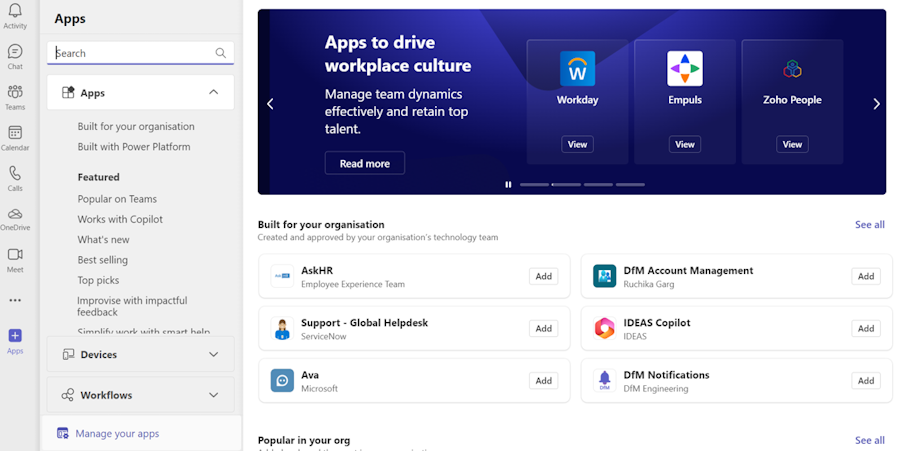 Activity
Chat
Teams
Calendar
Calls
OneDrive
Meet
Apps
Apps
Search
Apps
Built for your organisation
Built with Power Platform
Featured
Popular on Teams
Works with Copilot
What's new
Best selling
Top picks
Improvise with impactful
feedback
Simplify work with smart help
Devices
Workflows
Manage your apps
Apps to drive
workplace culture
Manage team dynamics
effectively and retain top
talent.
Read more
Workday
View
Empuls
View
Zoho People
View
Built for your organisation
See all
Created and approved by your organisation's technology team
AskHR
Employee Experience Team
Add
DfM Account Management
Ruchika Garg
Add
Support - Global Helpdesk
ServiceNow
Add
IDEAS Copilot
IDEAS
Add
Ava
Microsoft
Add
DfM
DfM Notifications
DfM Engineering
Add
Popular in your org
See all